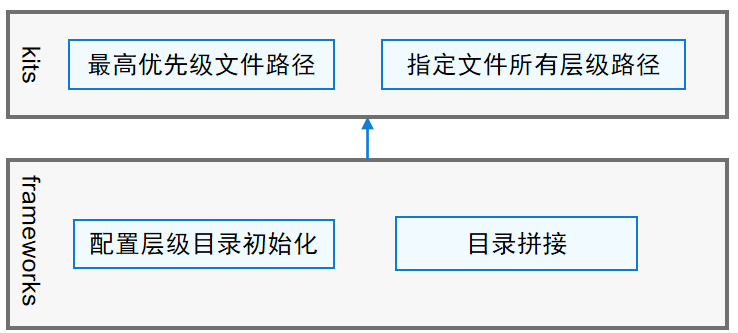 kits
最高优先级文件路径
指定文件所有层级路径
frameworks
配置层级目录初始化
目录拼接